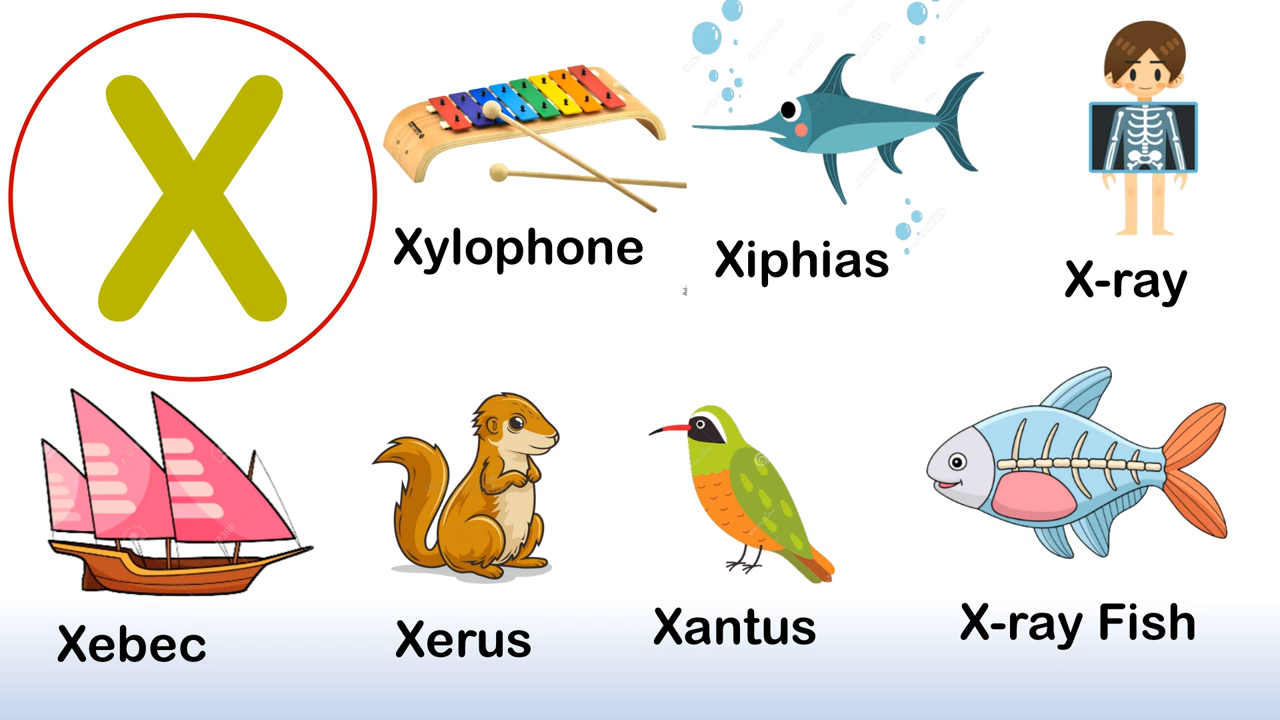 X
Xylophone
Xiphias
X-ray
Xebec
Xerus
Xantus
X-ray Fish